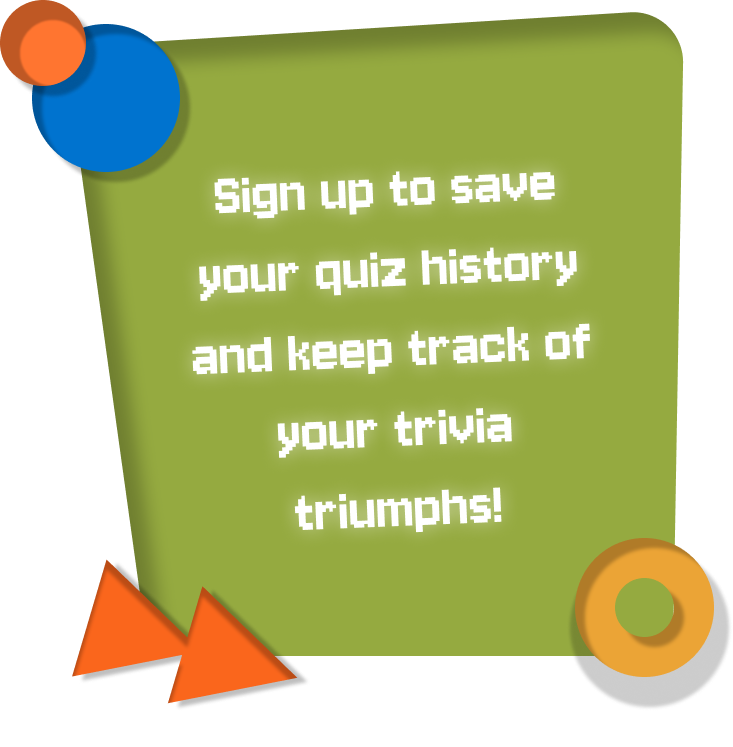 Sign up to save
your quiz history
and keep track of
your trivia
triumphs!